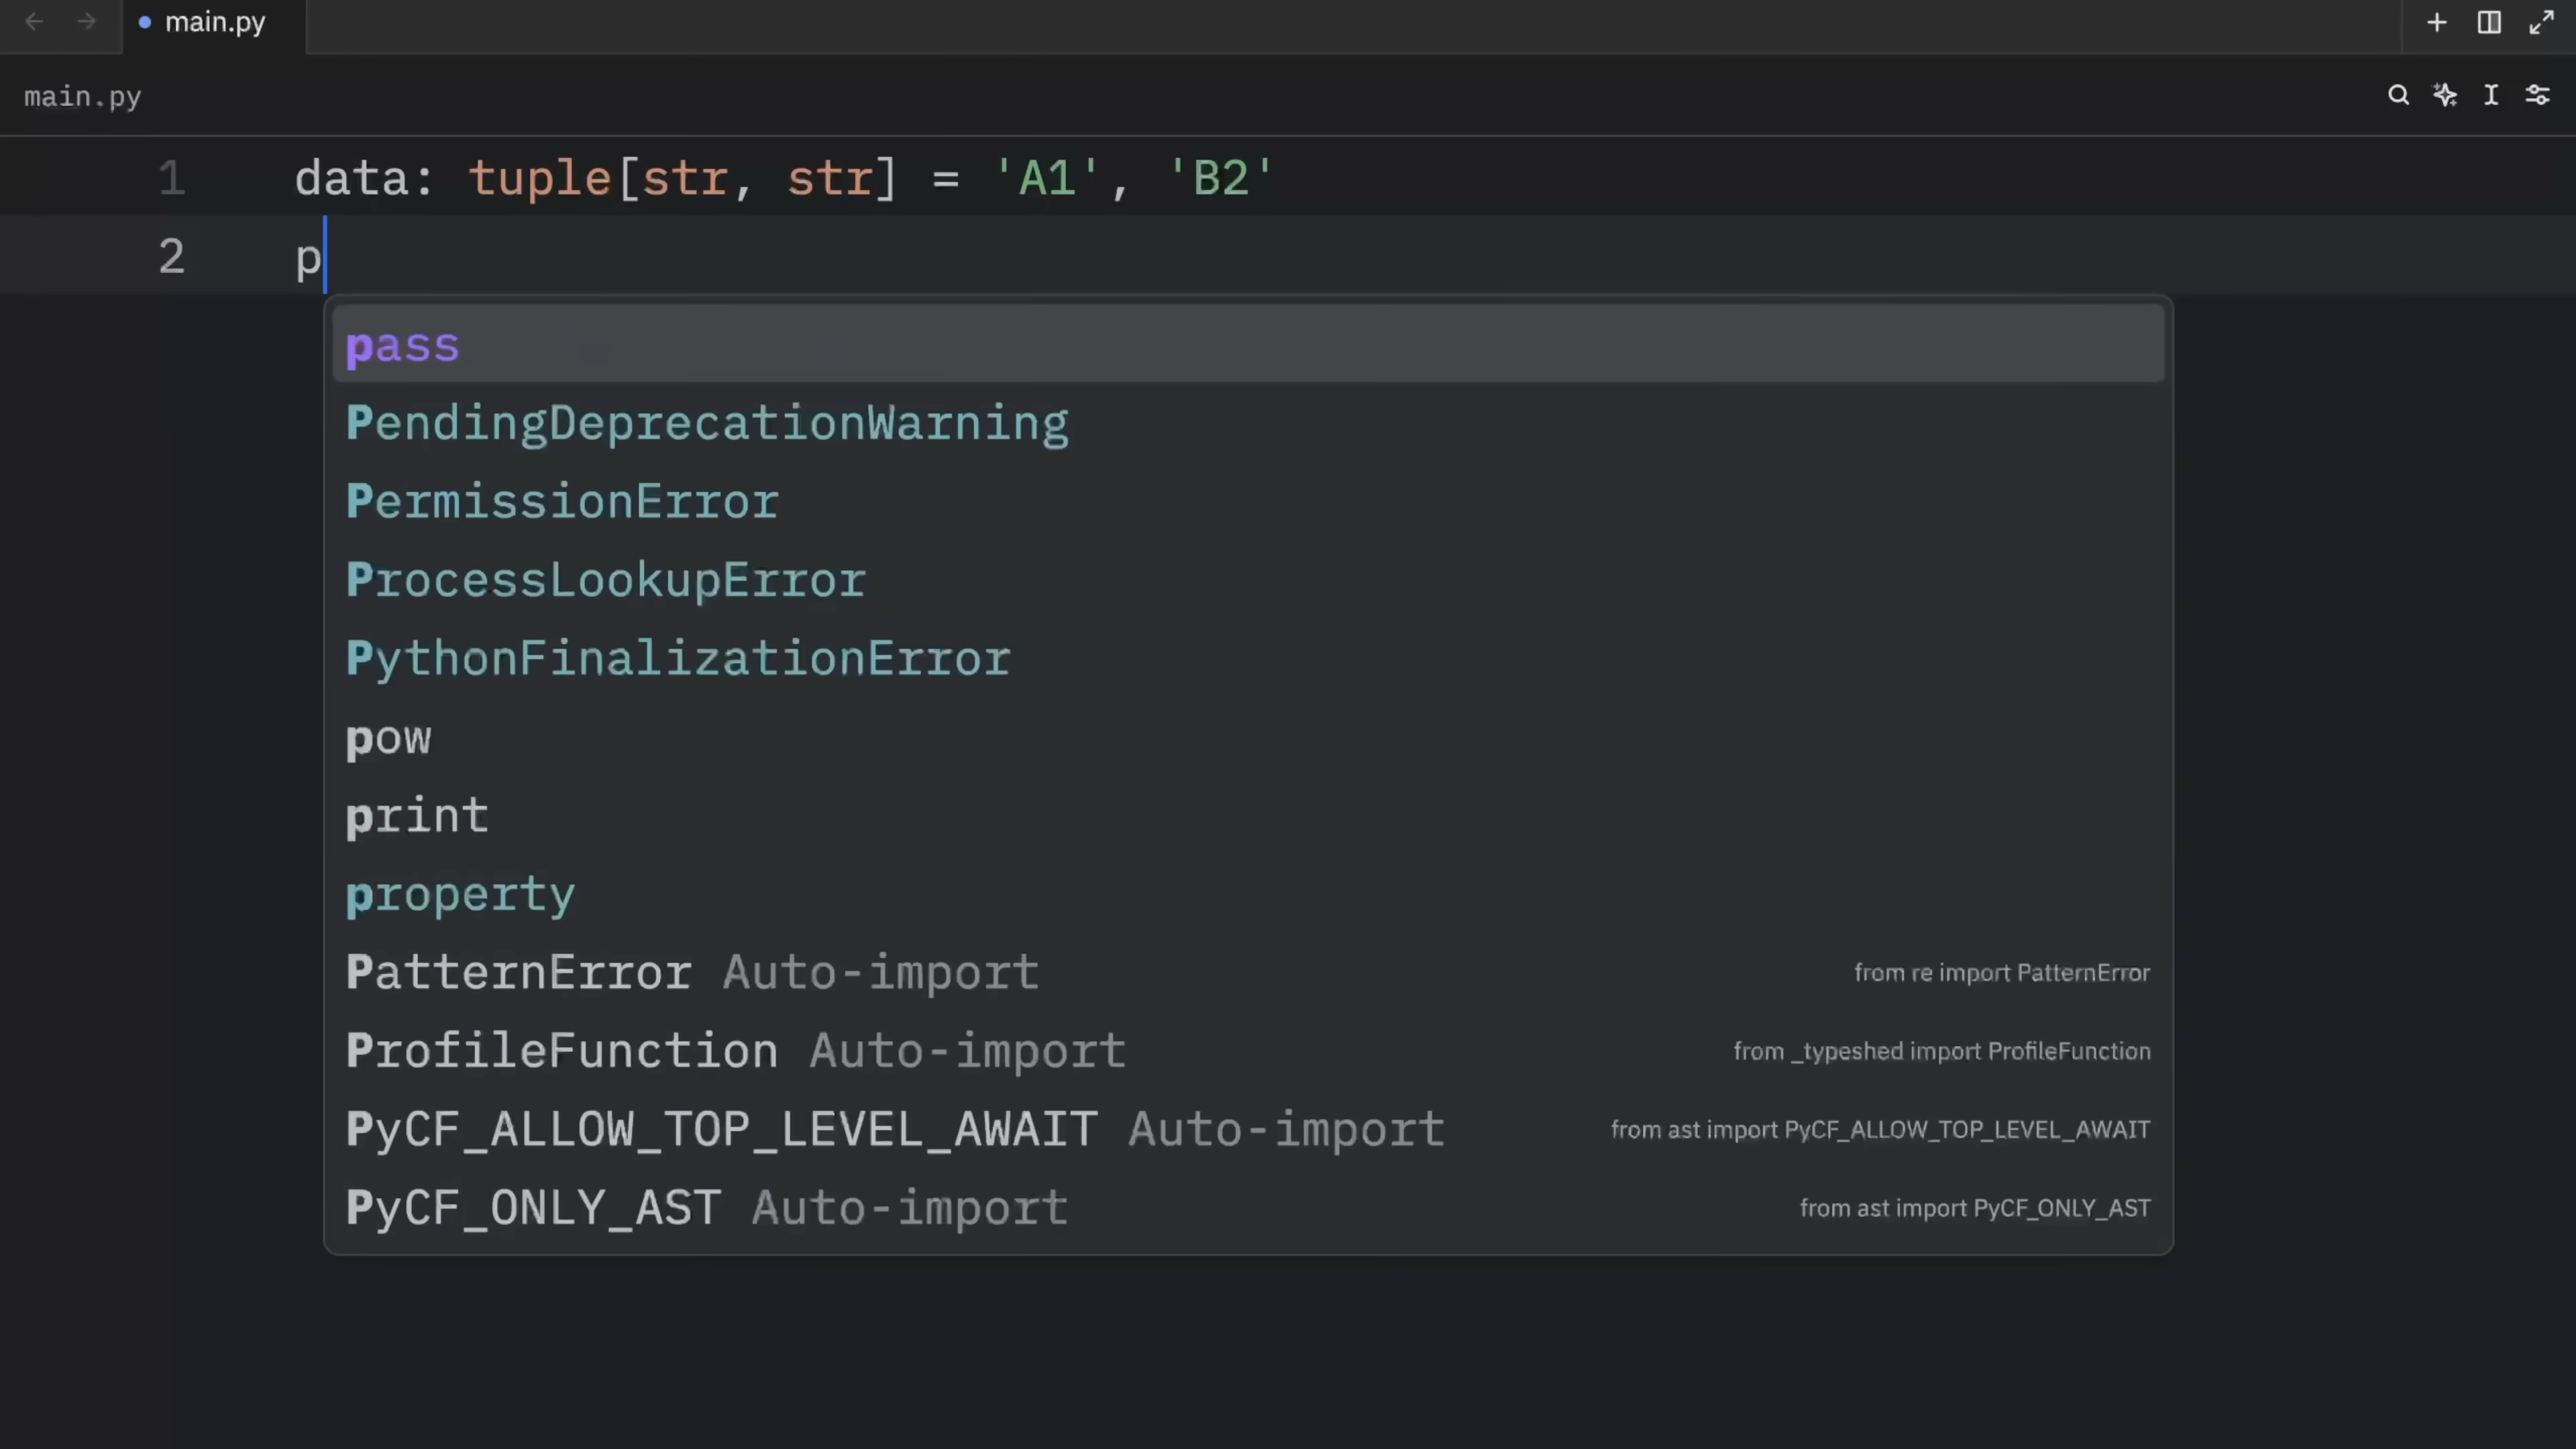 main.py
main.py
1 data: tuple[str, str] = 'A1', 'B2'
2 p
pass
PendingDeprecationWarning
PermissionError
ProcessLookupError
PythonFinalizationError
pow
print
property
PatternError Auto-import from re import PatternError
ProfileFunction Auto-import from _typeshed import ProfileFunction
PyCF_ALLOW_TOP_LEVEL_AWAIT Auto-import from ast import PyCF_ALLOW_TOP_LEVEL_AWAIT
PyCF_ONLY_AST Auto-import from ast import PyCF_ONLY_AST